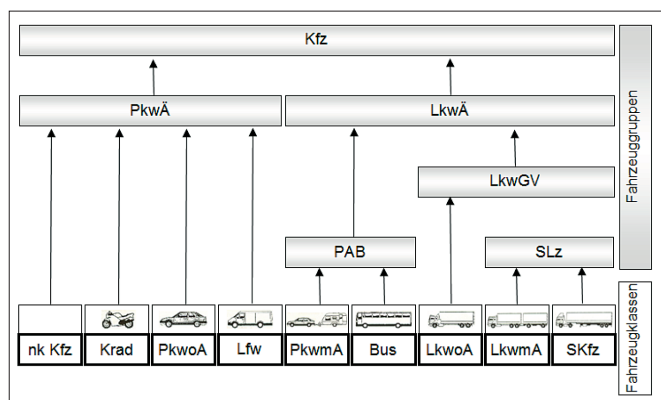 Kfz
PkwÄ
LkwÄ
LkwGV
PAB
SLz
nk Kfz
Krad
PkwoA
Lfw
PkwmA
Bus
LkwoA
LkwmA
SKfz
Fahrzeuggruppen
Fahrzeugklassen